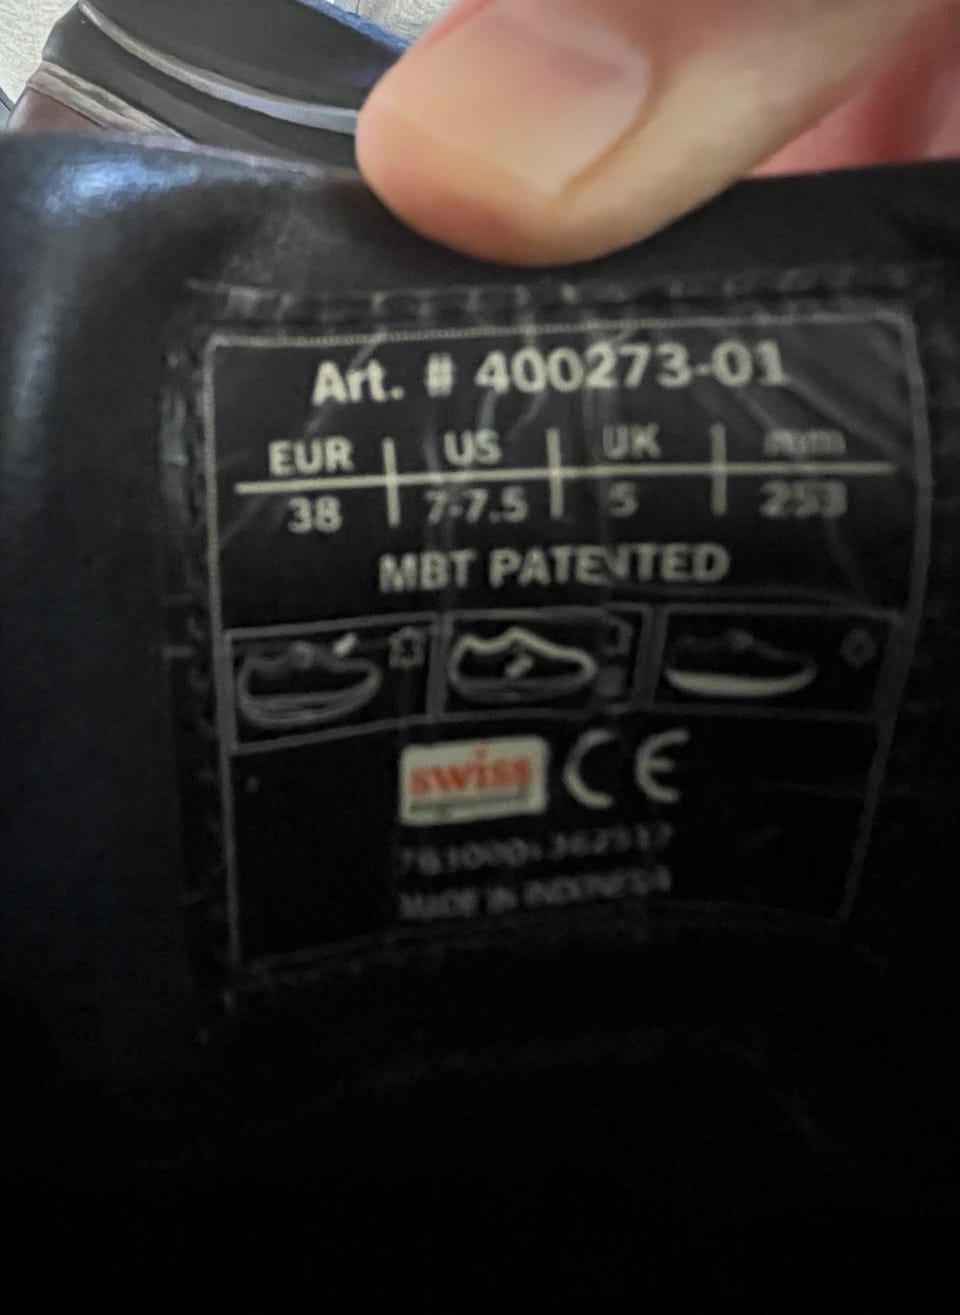 Art. # 400273-01
EUR | US | UK | mm
38 | 7-7.5 | 5 | 253
MBT PATENTED
swiss CE
MADE IN INDONESIA